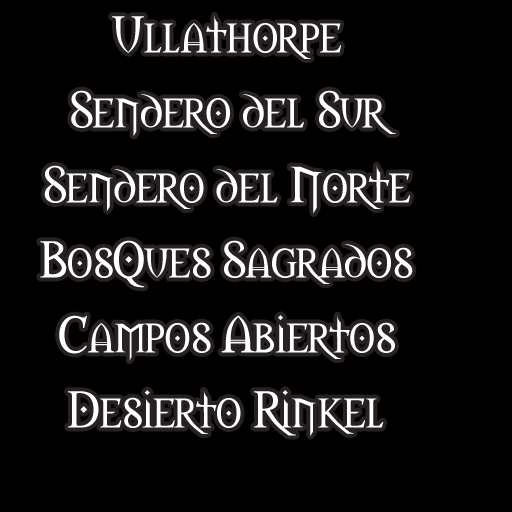 Ullathorpe
Sendero del Sur
Sendero del Norte
Bosques Sagrados
Campos Abiertos
Desierto Rinkel